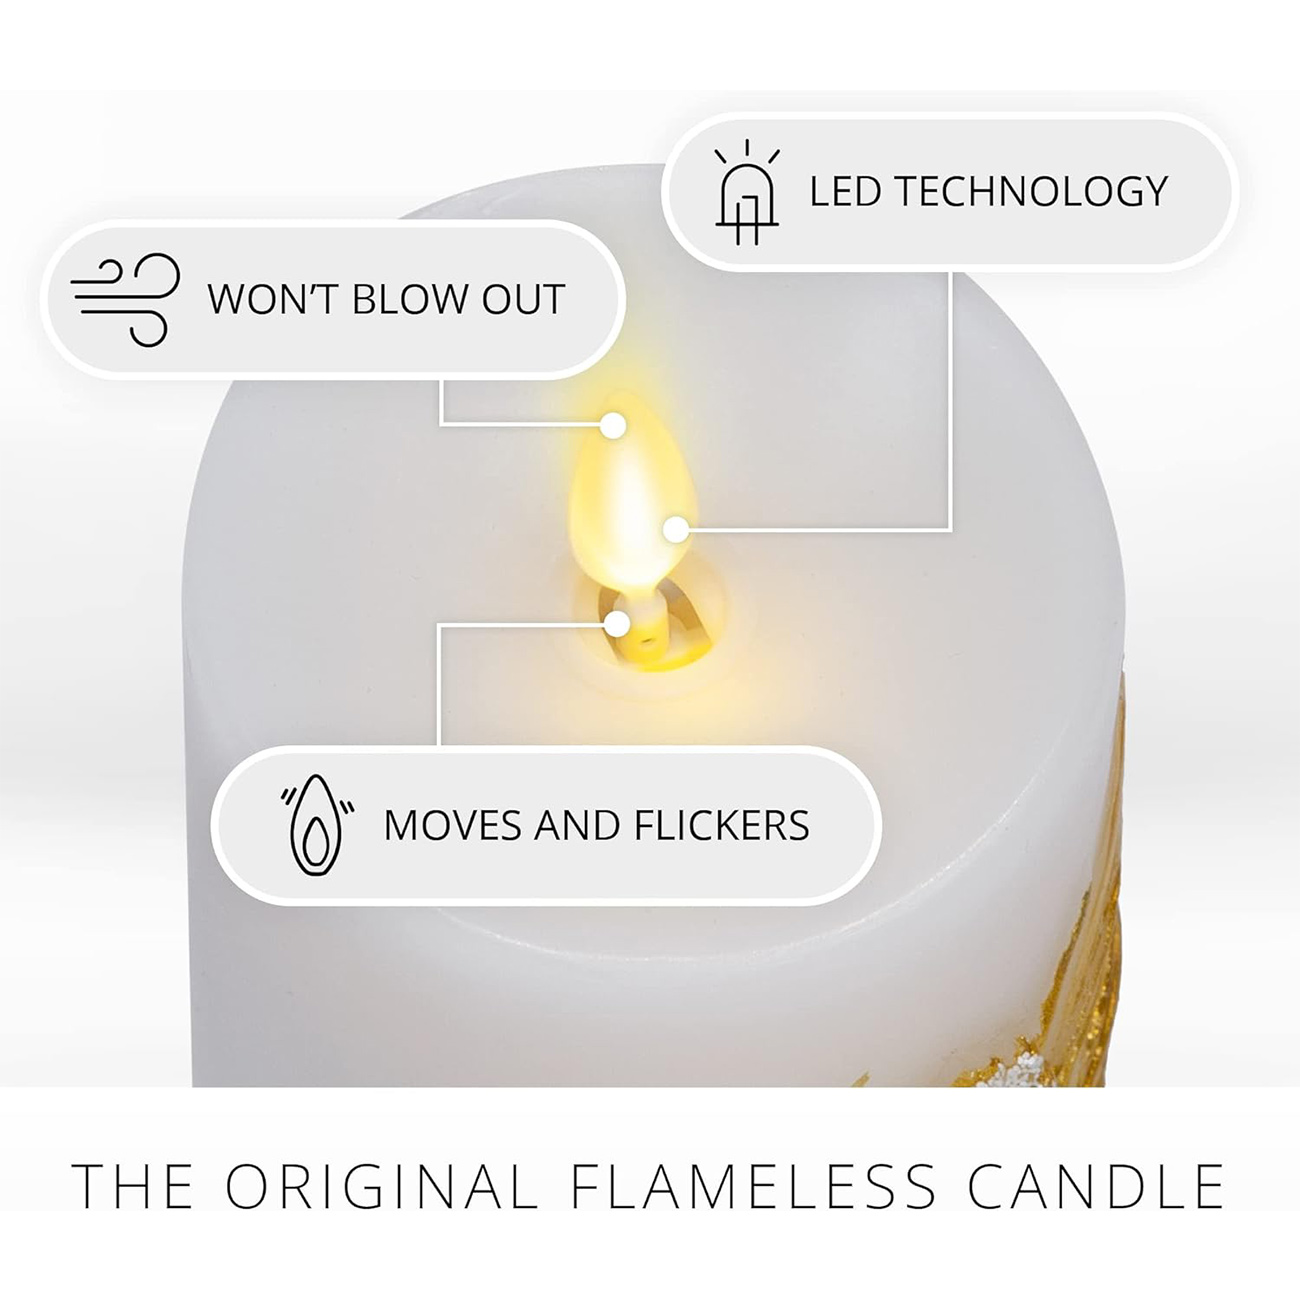 LED TECHNOLOGY
WON'T BLOW OUT
MOVES AND FLICKERS
THE ORIGINAL FLAMELESS CANDLE